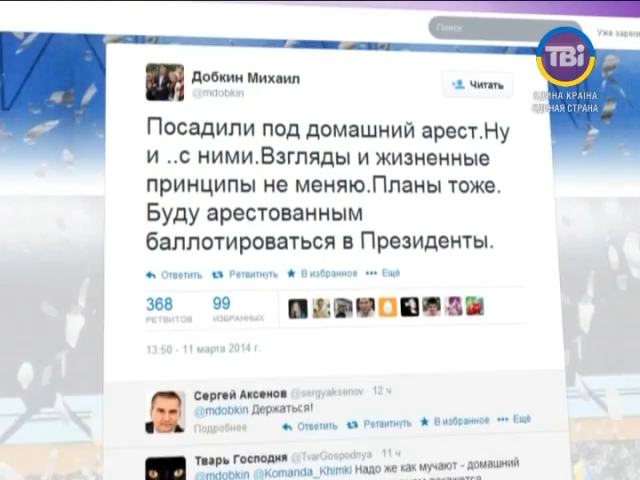 Поиск
Уже зареги
ТВі
ЄДИНА КРАЇНА
ЕДИНАЯ СТРАНА
Добкин Михаил
@mdobkin
Читать
Посадили под домашний арест.Ну
и ..с ними.Взгляды и жизненные
принципы не меняю.Планы тоже.
Буду арестованным
баллотироваться в Президенты.
Ответить Ретвитнуть В избранное Ещё
368 99
РЕТВИТОВ ИЗБРАННЫХ
13:50 - 11 марта 2014 г.
Сергей Аксенов @sergyaksenov 12 ч
@mdobkin Держаться!
Подробнее Ответить Ретвитнуть В избранное Ещё
Тварь Господня @TvarGospodnya 11 ч
@mdobkin @Komanda_Khimki Надо же как мучают - домашний